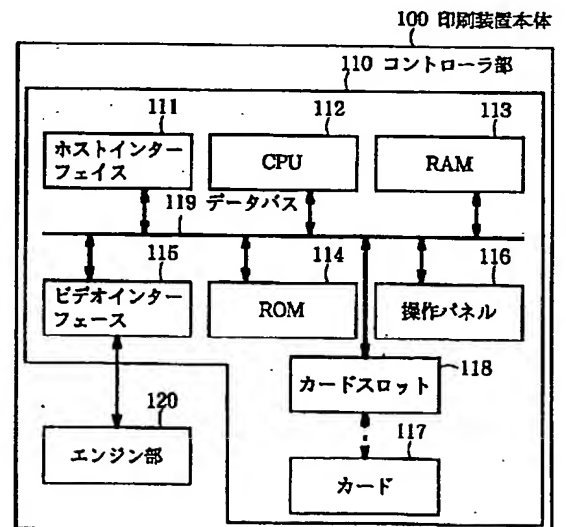 100 印刷装置本体
110 コントローラ部
111
112
113
ホストインター
フェイス
CPU
RAM
119 データバス
115
114
116
ビデオインター
フェース
ROM
操作パネル
カードスロット
118
120
117
エンジン部
カード